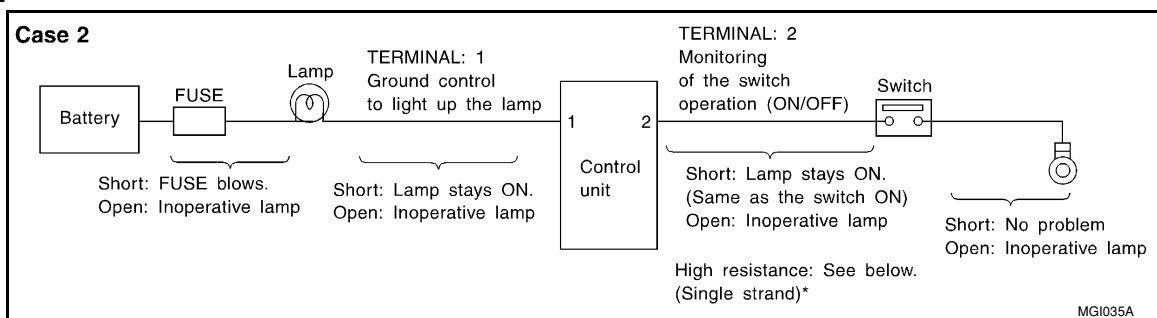 Case 2
Battery
FUSE
Lamp
TERMINAL: 1
Ground control
to light up the lamp
1
2
Control
unit
TERMINAL: 2
Monitoring
of the switch
operation (ON/OFF)
Switch
Short: FUSE blows.
Open: Inoperative lamp
Short: Lamp stays ON.
Open: Inoperative lamp
Short: Lamp stays ON.
(Same as the switch ON)
Open: Inoperative lamp
High resistance: See below.
(Single strand)*
Short: No problem
Open: Inoperative lamp
MGI035A